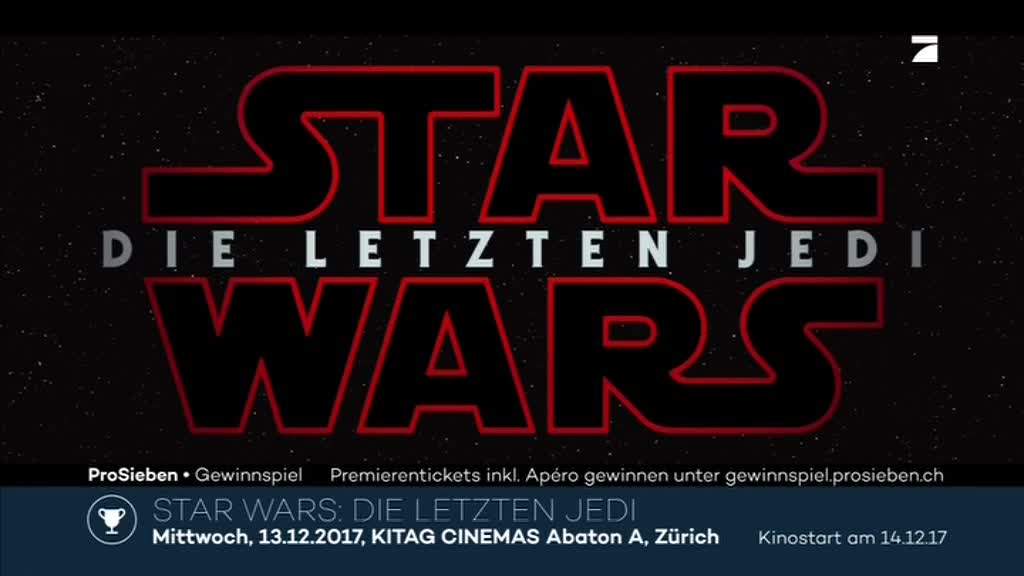 STAR
DIE LETZTEN JEDI
WARS
ProSieben • Gewinnspiel Premierentickets inkl. Apéro gewinnen unter gewinnspiel.prosieben.ch
STAR WARS: DIE LETZTEN JEDI
Mittwoch, 13.12.2017, KITAG CINEMAS Abaton A, Zürich Kinostart am 14.12.17